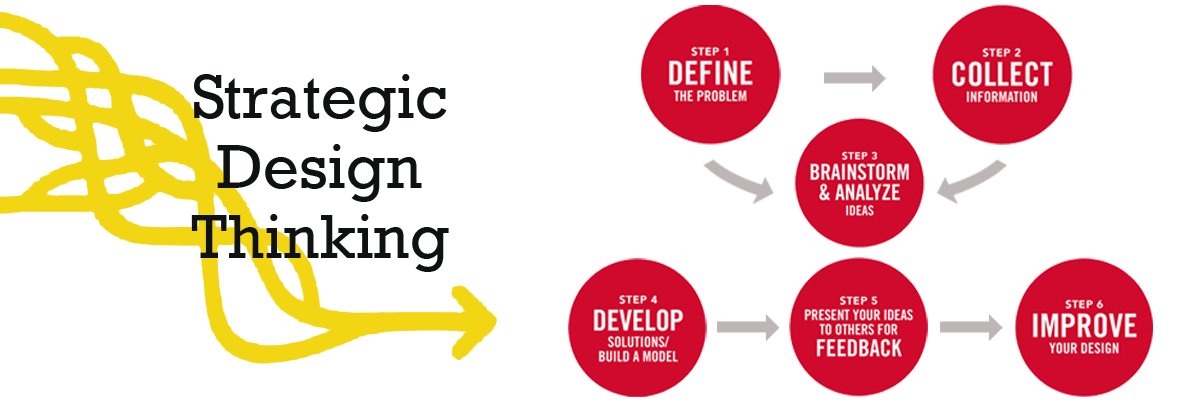 Strategic
Design
Thinking
STEP 1
DEFINE
THE PROBLEM
STEP 2
COLLECT
INFORMATION
STEP 3
BRAINSTORM
& ANALYZE
IDEAS
STEP 4
DEVELOP
SOLUTIONS/
BUILD A MODEL
STEP 5
PRESENT YOUR IDEAS
TO OTHERS FOR
FEEDBACK
STEP 6
IMPROVE
YOUR DESIGN